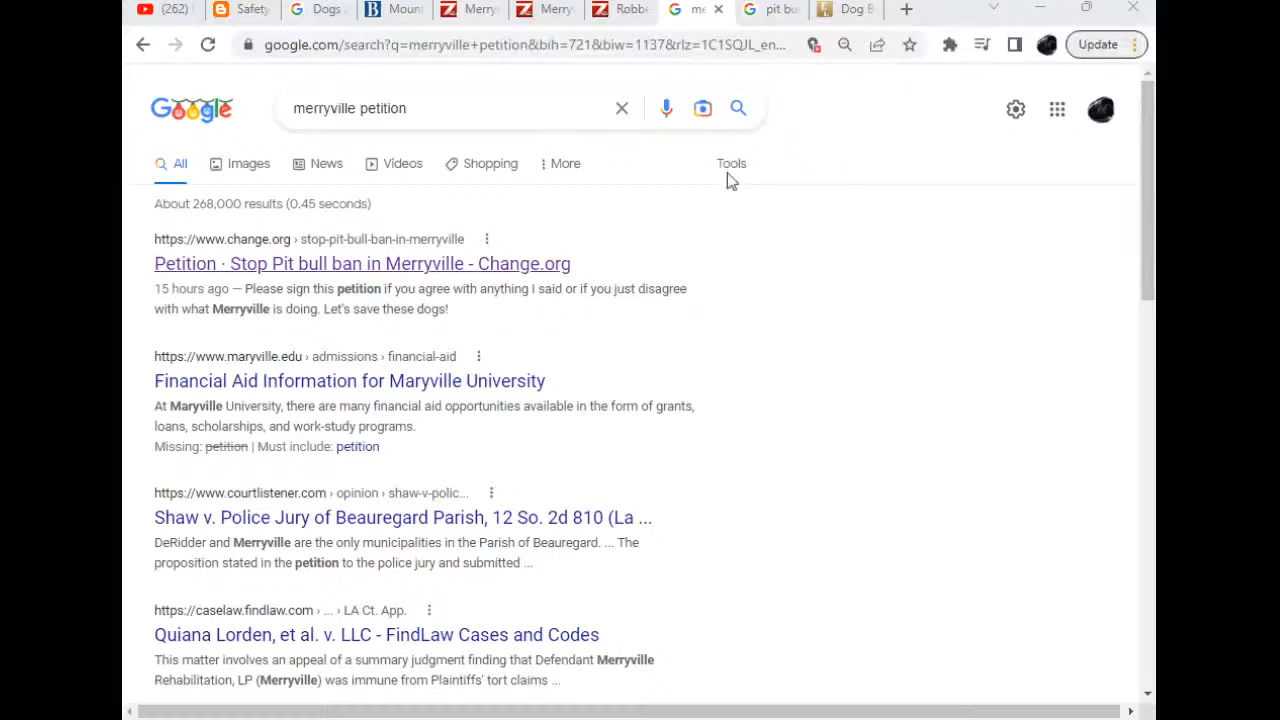 (262)
Safety
Dogs
Mount
Merry
Merry
Robbe
me
pit bu
Dog B
google.com/search?q=merryville+petition&bih=721&biw=1137&rlz=1C1SQJL_en...
Update
Google
merryville petition
All
Images
News
Videos
Shopping
More
Tools
About 268,000 results (0.45 seconds)
https://www.change.org › stop-pit-bull-ban-in-merryville
Petition · Stop Pit bull ban in Merryville - Change.org
15 hours ago — Please sign this petition if you agree with anything I said or if you just disagree
with what Merryville is doing. Let's save these dogs!
https://www.maryville.edu › admissions › financial-aid
Financial Aid Information for Maryville University
At Maryville University, there are many financial aid opportunities available in the form of grants,
loans, scholarships, and work-study programs.
Missing: petition | Must include: petition
https://www.courtlistener.com › opinion › shaw-v-polic...
Shaw v. Police Jury of Beauregard Parish, 12 So. 2d 810 (La ...
DeRidder and Merryville are the only municipalities in the Parish of Beauregard. ... The
proposition stated in the petition to the police jury and submitted ...
https://caselaw.findlaw.com › ... › LA Ct. App.
Quiana Lorden, et al. v. LLC - FindLaw Cases and Codes
This matter involves an appeal of a summary judgment finding that Defendant Merryville
Rehabilitation, LP (Merryville) was immune from Plaintiffs' tort claims ...